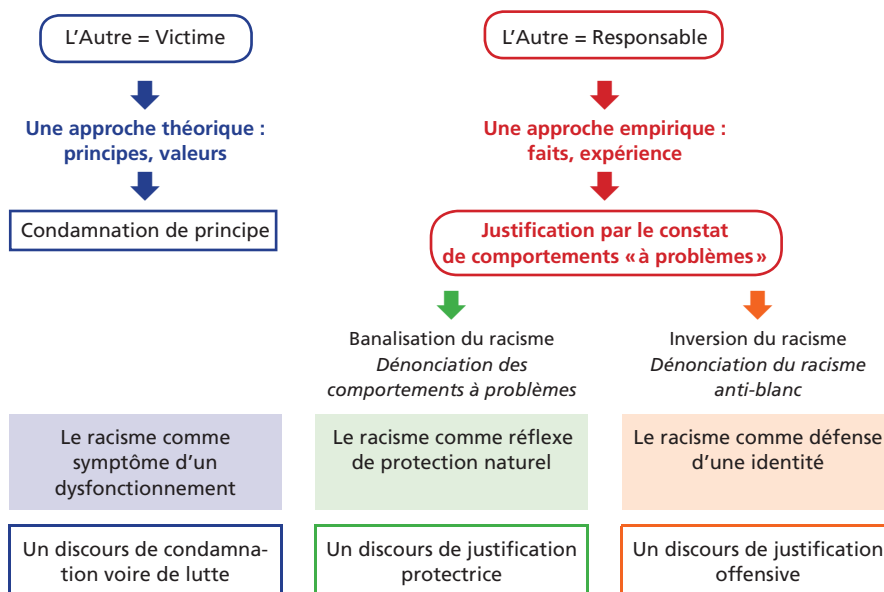 L'Autre = Victime
Une approche théorique :
principes, valeurs
Condamnation de principe
L'Autre = Responsable
Une approche empirique :
faits, expérience
Justification par le constat
de comportements « à problèmes »
Banalisation du racisme
Dénonciation des
comportements à problèmes
Inversion du racisme
Dénonciation du racisme
anti-blanc
Le racisme comme
symptôme d'un
dysfonctionnement
Le racisme comme réflexe
de protection naturel
Le racisme comme défense
d'une identité
Un discours de condamna-
tion voire de lutte
Un discours de justification
protectrice
Un discours de justification
offensive